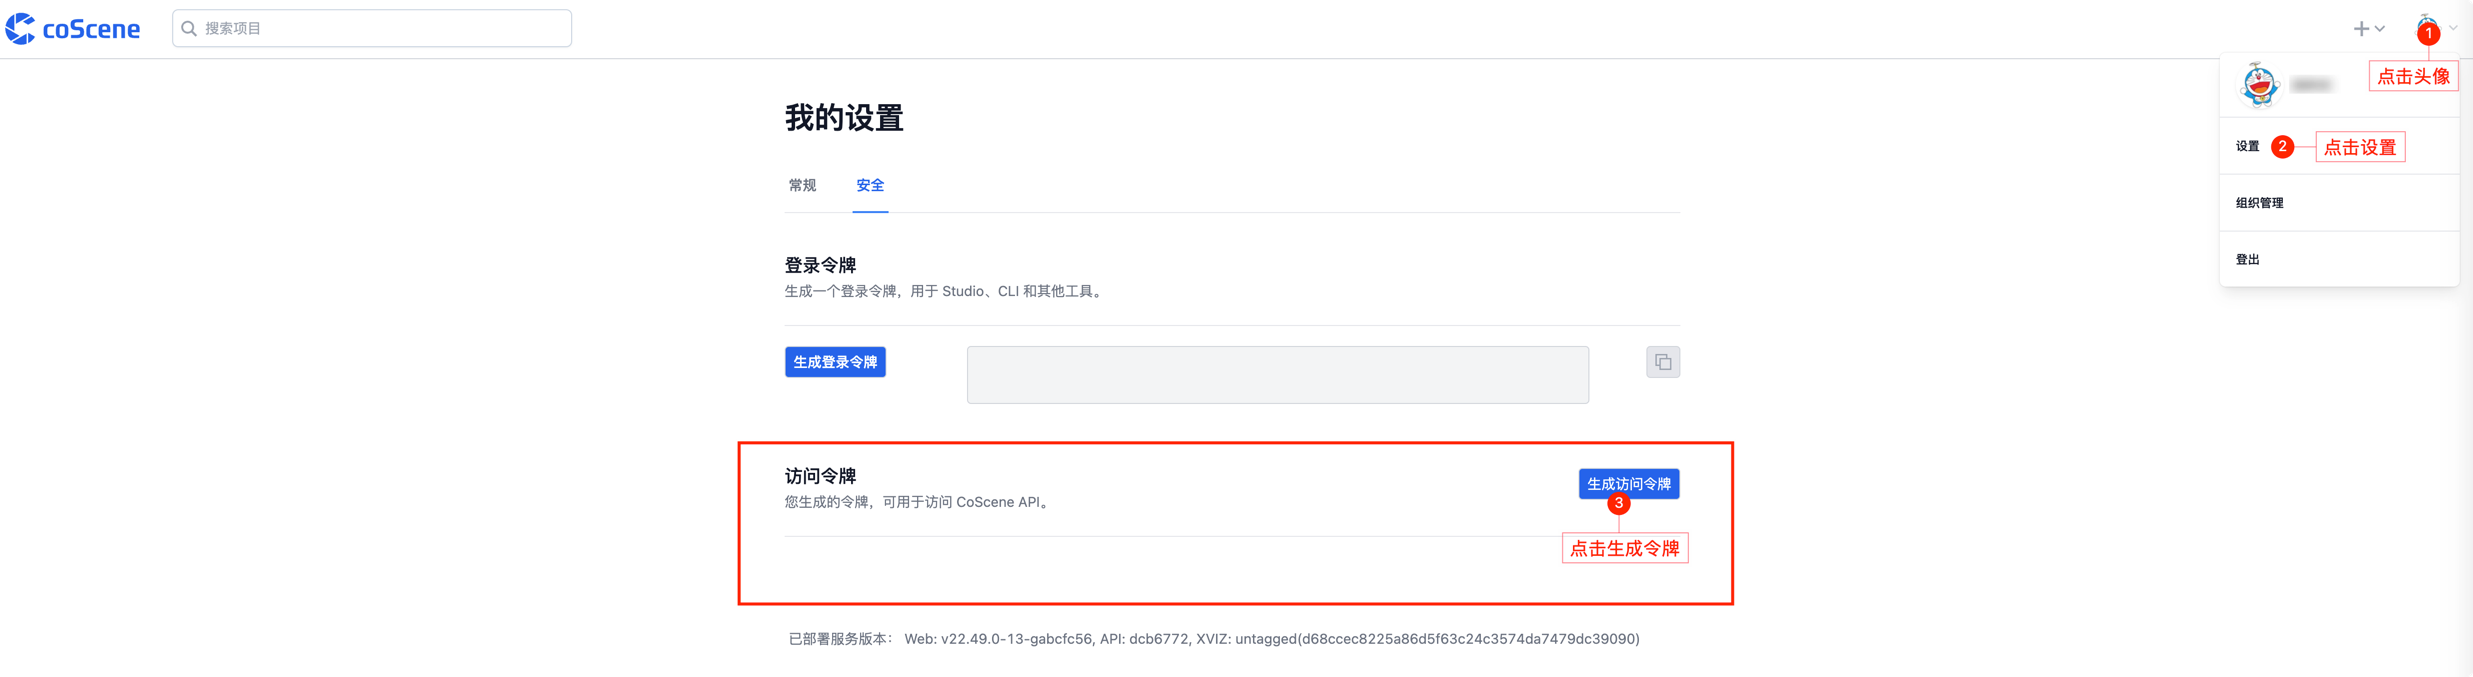 coScene
搜索项目
1
点击头像
设置
2
点击设置
组织管理
登出
我的设置
常规
安全
登录令牌
生成一个登录令牌，用于 Studio、CLI 和其他工具。
生成登录令牌
访问令牌
您生成的令牌，可用于访问 CoScene API。
生成访问令牌
3
点击生成令牌
已部署服务版本： Web: v22.49.0-13-gabcfc56, API: dcb6772, XVIZ: untagged(d68ccec8225a86d5f63c24c3574da7479dc39090)